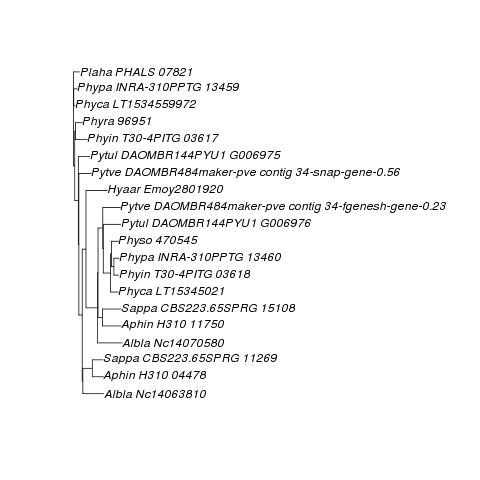 Plaha PHALS 07821
Phypa INRA-310PPTG 13459
Phyca LT1534559972
Phyra 96951
Phyin T30-4PITG 03617
Pytul DAOMBR144PYU1 G006975
Pytve DAOMBR484maker-pve contig 34-snap-gene-0.56
Hyaar Emoy2801920
Pytve DAOMBR484maker-pve contig 34-fgenesh-gene-0.23
Pytul DAOMBR144PYU1 G006976
Physo 470545
Phypa INRA-310PPTG 13460
Phyin T30-4PITG 03618
Phyca LT15345021
Sappa CBS223.65SPRG 15108
Aphin H310 11750
Albla Nc14070580
Sappa CBS223.65SPRG 11269
Aphin H310 04478
Albla Nc14063810